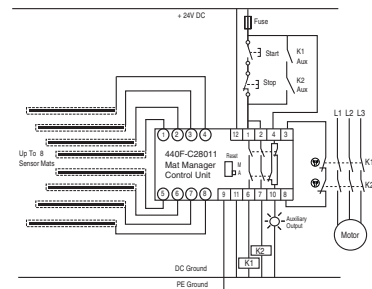 + 24V DC
Fuse
Start
K1
Aux
Stop
K2
Aux
L1 L2 L3
1 2 3 4
12 1 2 4 3
440F-C28011
Mat Manager
Control Unit
Reset
M
A
Up To 8
Sensor Mats
K1
K2
5 6 7 8
9 11 6 7 10 8
Auxiliary
Output
Motor
K2
K1
DC Ground
PE Ground